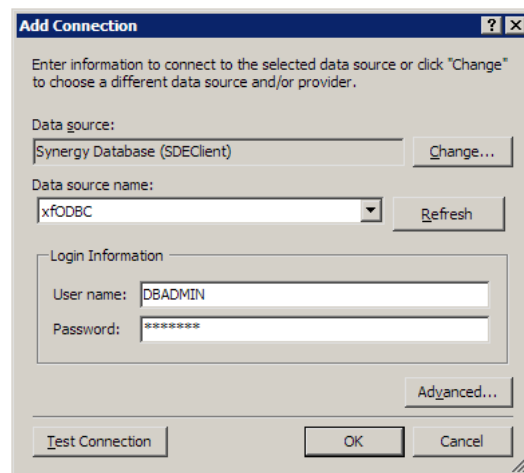 Add Connection
Enter information to connect to the selected data source or click "Change"
to choose a different data source and/or provider.
Data source:
Synergy Database (SDEClient)
Change...
Data source name:
xfODBC
Refresh
Login Information
User name: DBADMIN
Password: *******
Advanced...
Test Connection
OK
Cancel